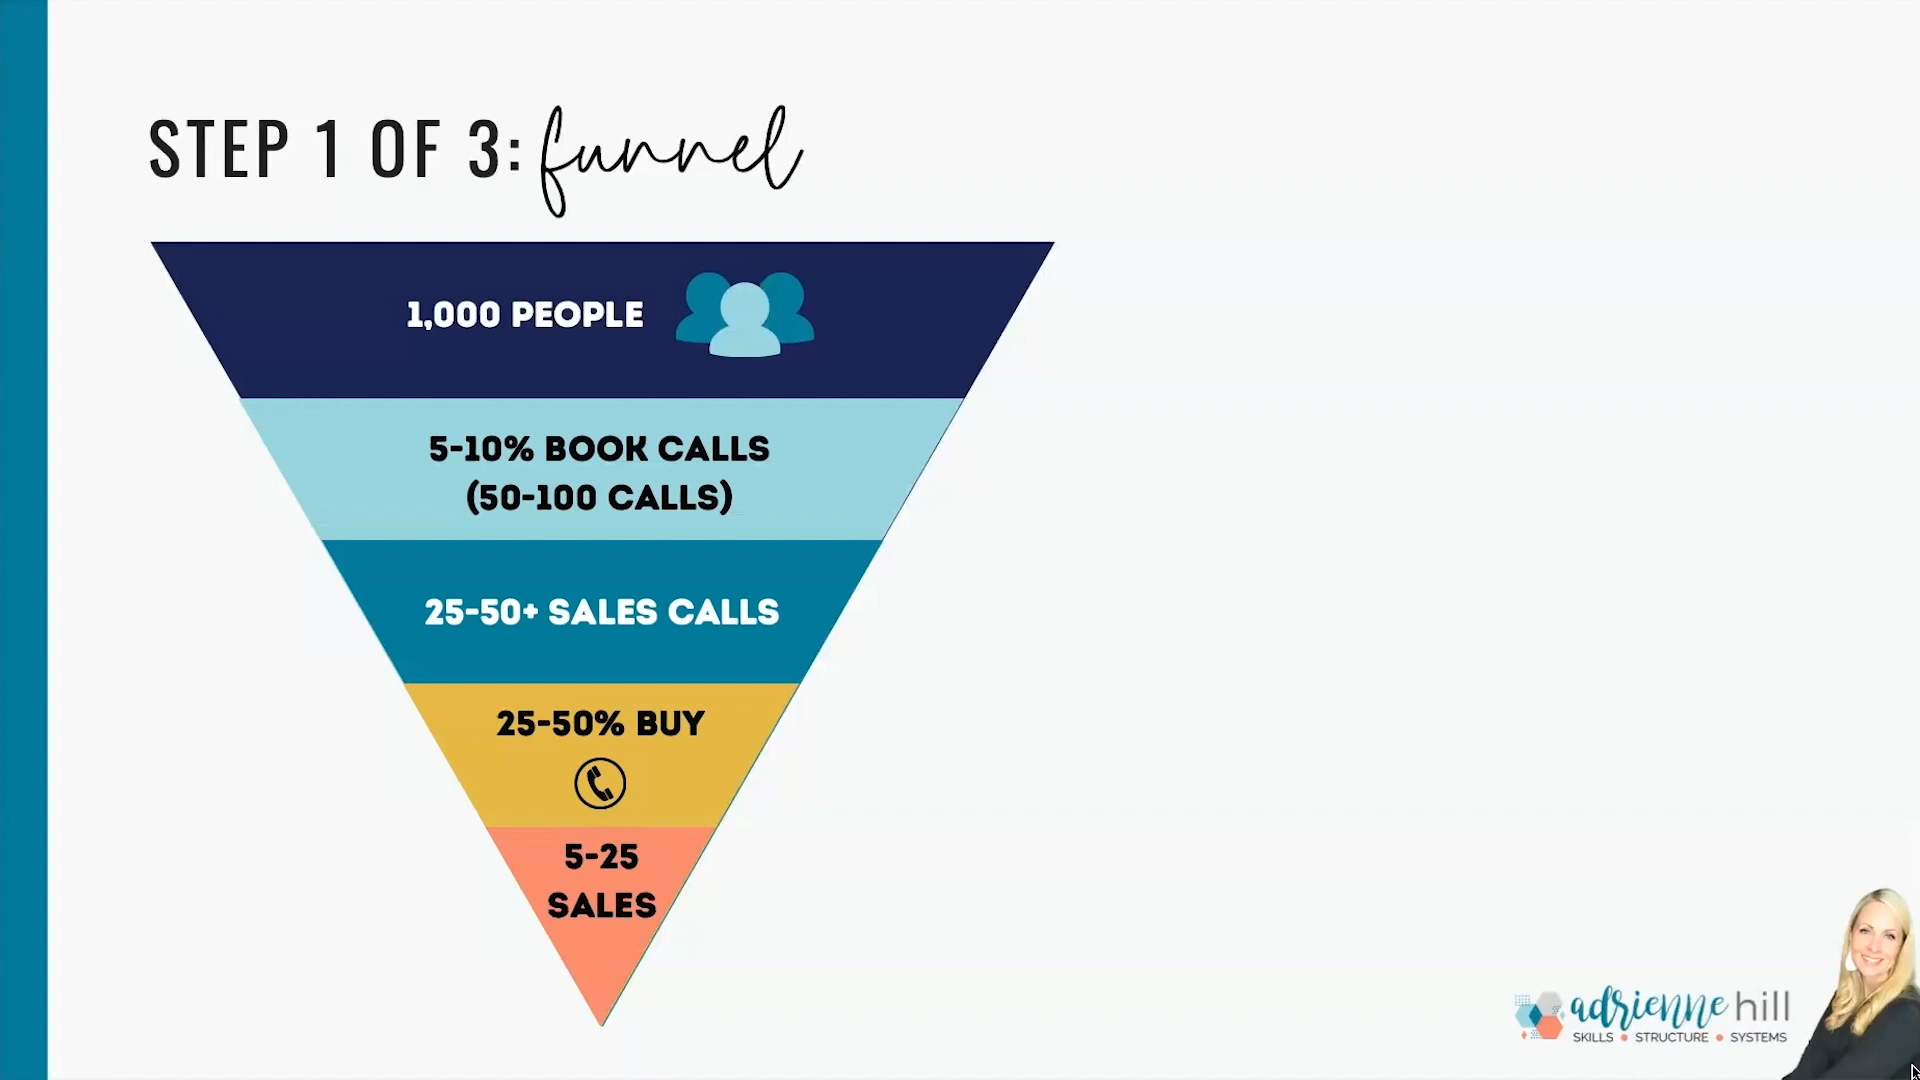 STEP 1 OF 3: funnel
1,000 PEOPLE
5-10% BOOK CALLS
(50-100 CALLS)
25-50+ SALES CALLS
25-50% BUY
5-25
SALES
adrienne hill
SKILLS • STRUCTURE • SYSTEMS